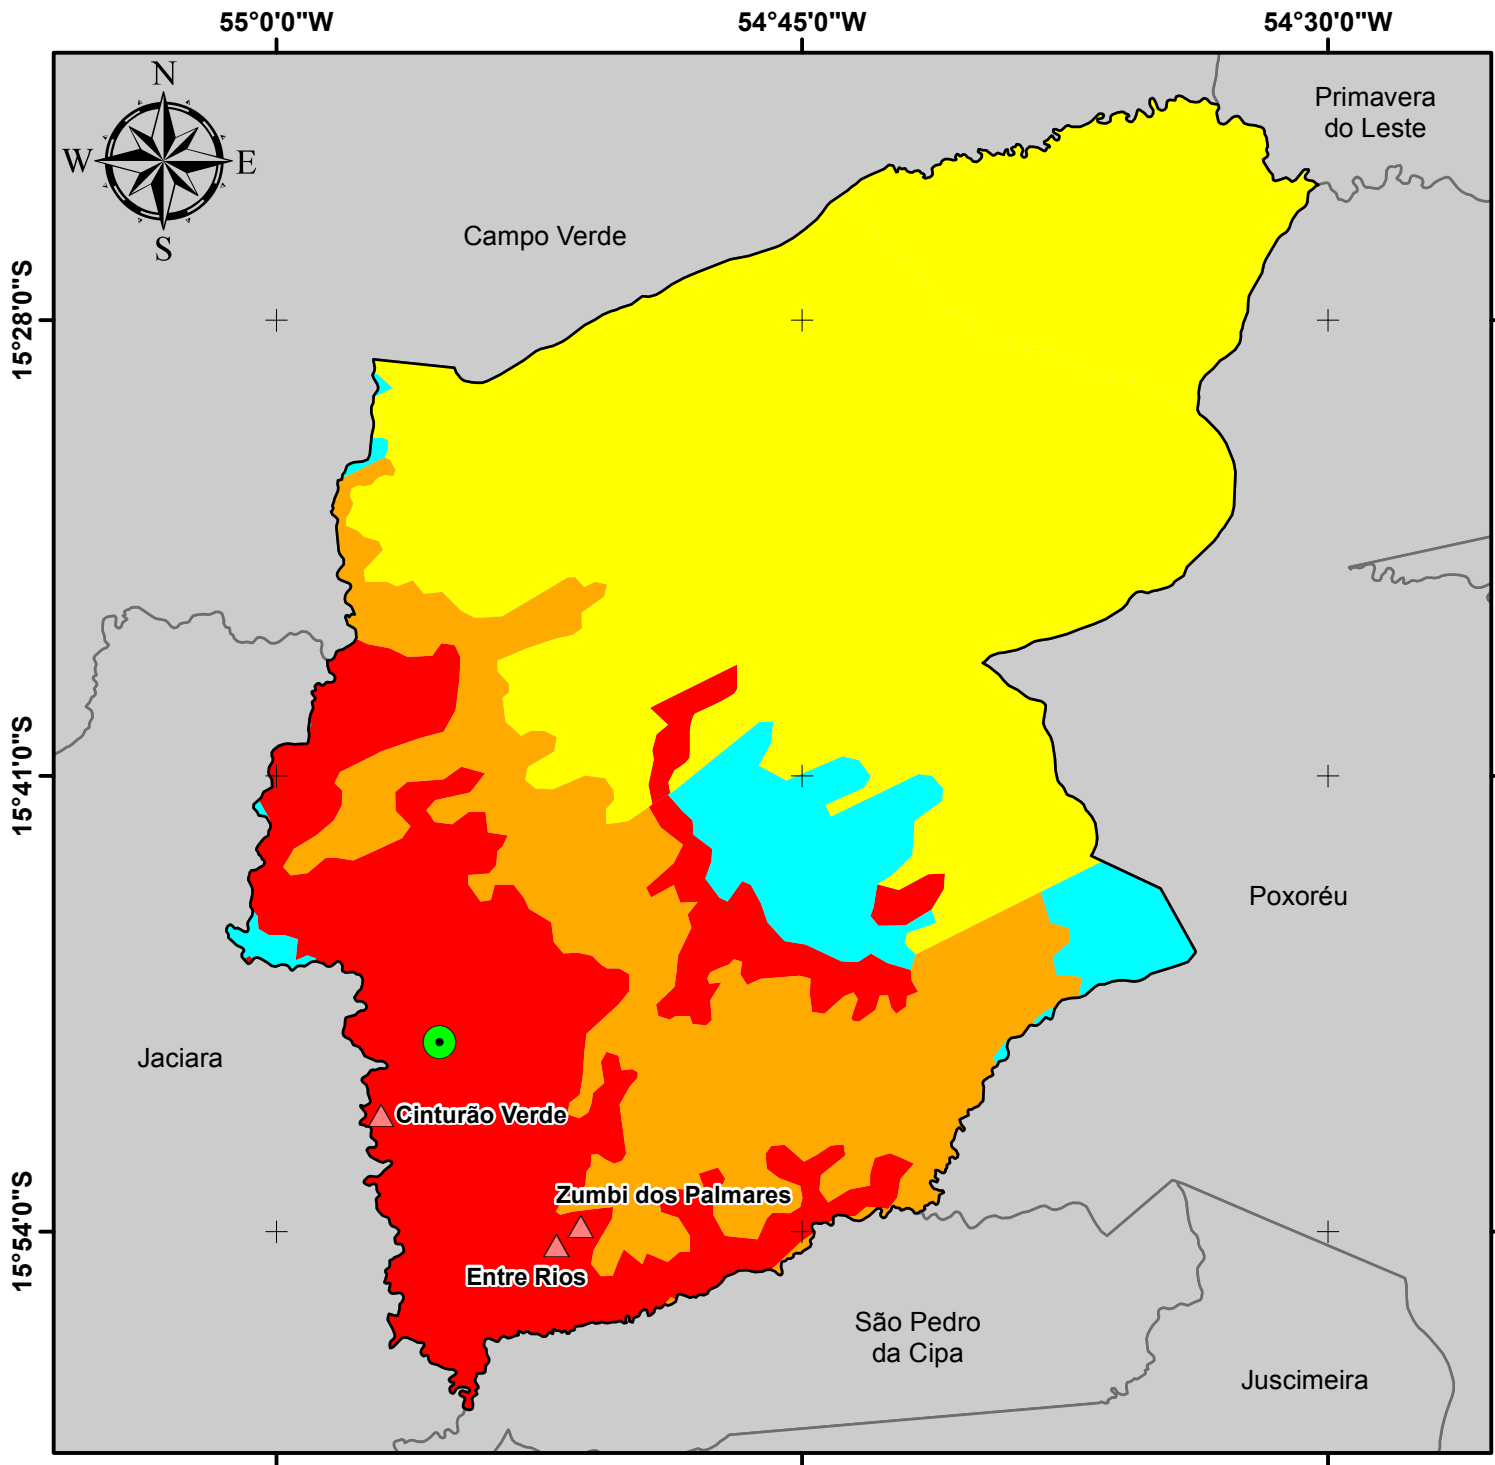 55°0'0"W
54°45'0"W
54°30'0"W
N
W
E
S
Primavera
do Leste
Campo Verde
15°28'0"S
15°41'0"S
Poxoréu
Jaciara
Cinturão Verde
Zumbi dos Palmares
15°54'0"S
Entre Rios
São Pedro
da Cipa
Juscimeira